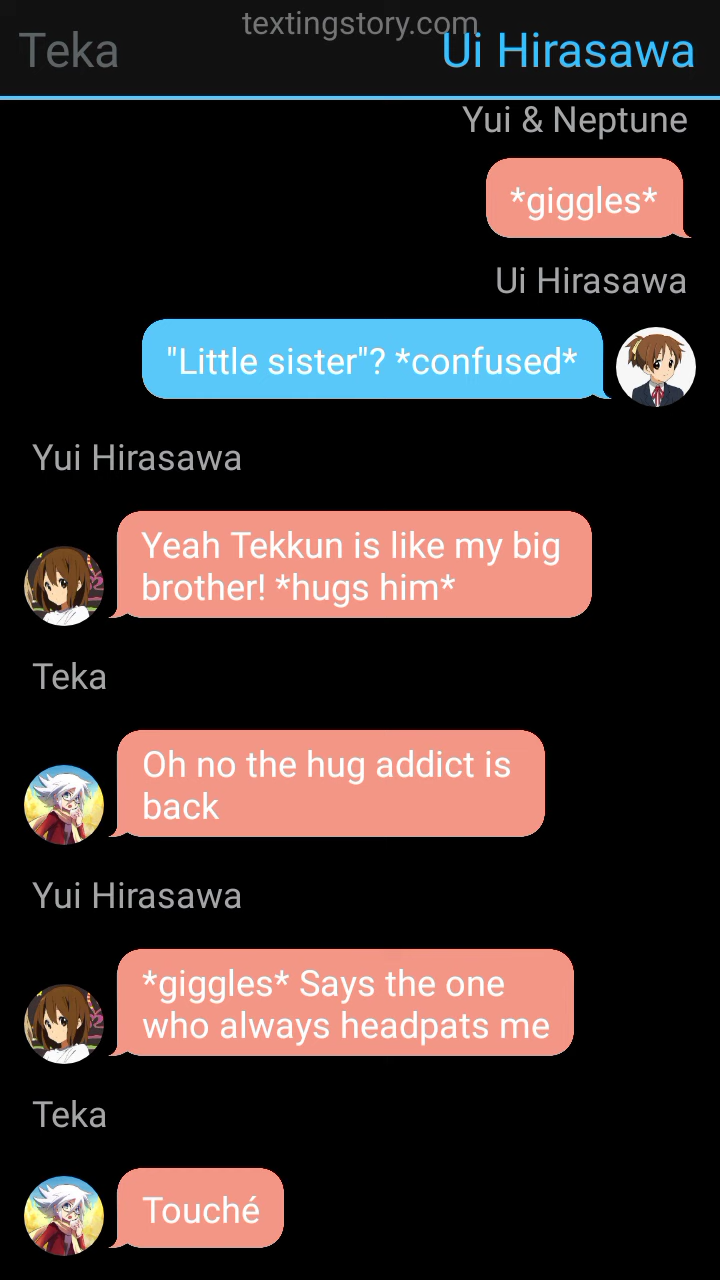 textingstory.com
Teka
Ui Hirasawa
Yui & Neptune
*giggles*
Ui Hirasawa
"Little sister"? *confused*
Yui Hirasawa
Yeah Tekkun is like my big
brother! *hugs him*
Teka
Oh no the hug addict is
back
Yui Hirasawa
*giggles* Says the one
who always headpats me
Teka
Touché